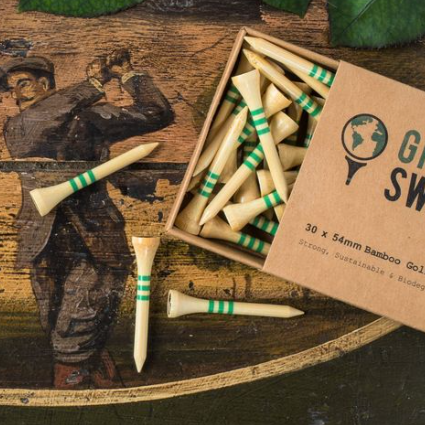 GR
SW
30 x 54mm Bamboo Gol
Strong, Sustainable & Biodeg